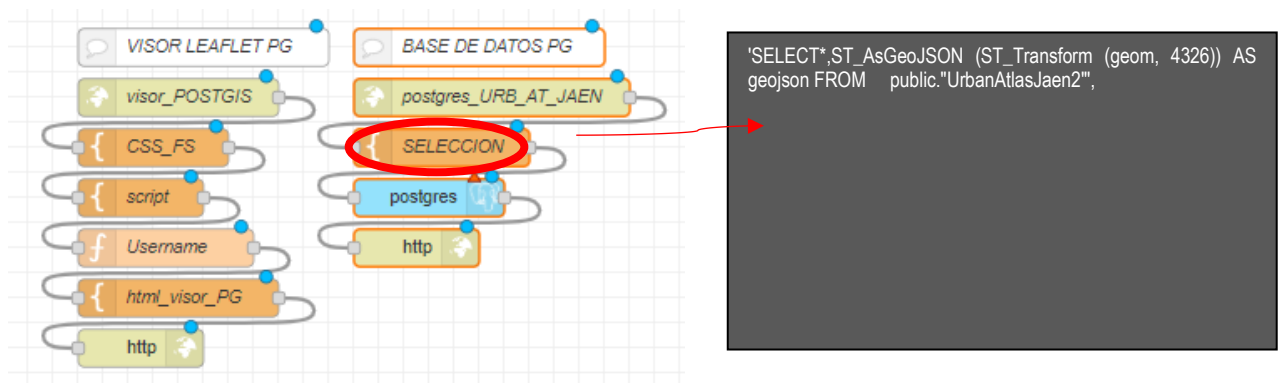 VISOR LEAFLET PG
visor_POSTGIS
CSS_FS
script
Username
html_visor_PG
http
BASE DE DATOS PG
postgres_URB_AT_JAEN
SELECCION
postgres
http
'SELECT*,ST_AsGeoJSON (ST_Transform (geom, 4326)) AS
geojson FROM public."UrbanAtlasJaen2"',